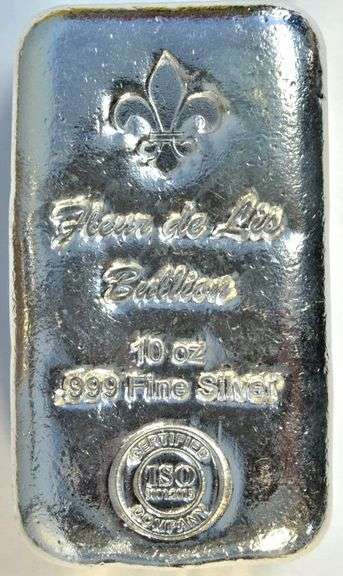 Fleur de Lis
Bullion
10 oz
.999 Fine Silver
CERTIFIED
ISO
COMPANY